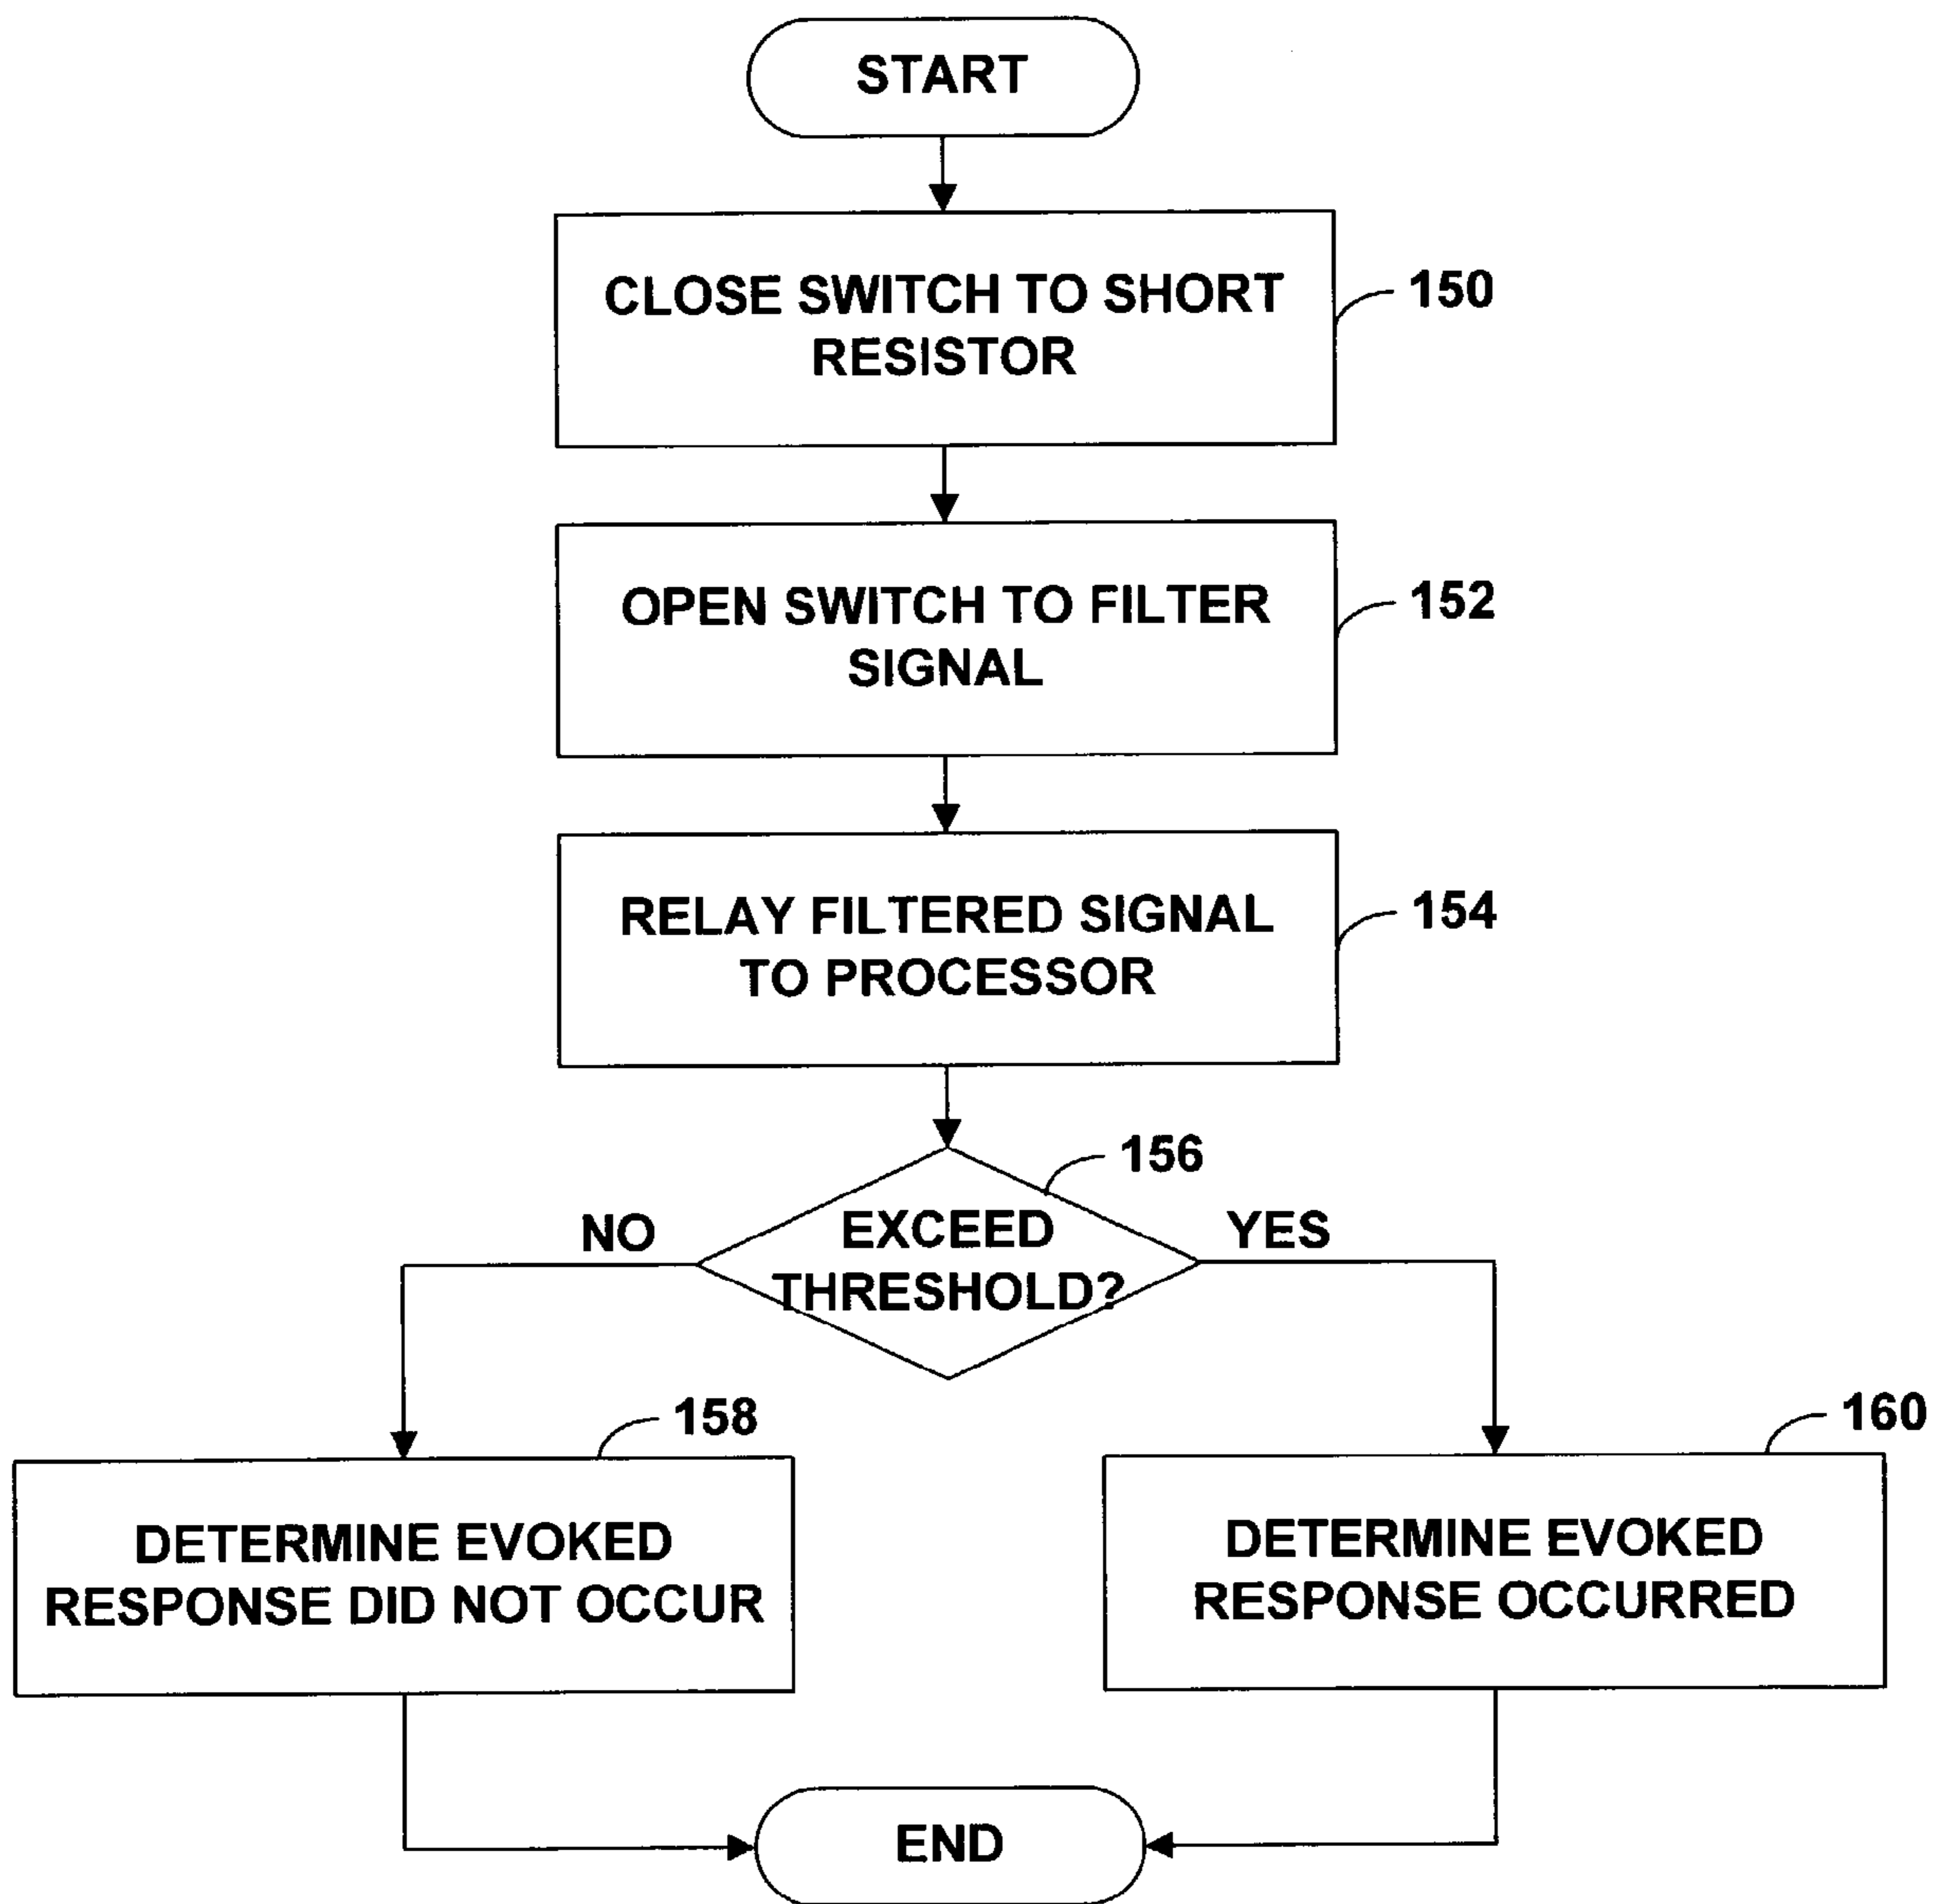 START
CLOSE SWITCH TO SHORT
RESISTOR
150
OPEN SWITCH TO FILTER
SIGNAL
152
RELAY FILTERED SIGNAL
TO PROCESSOR
154
156
NO
EXCEED
THRESHOLD?
YES
158
DETERMINE EVOKED
RESPONSE DID NOT OCCUR
160
DETERMINE EVOKED
RESPONSE OCCURRED
END